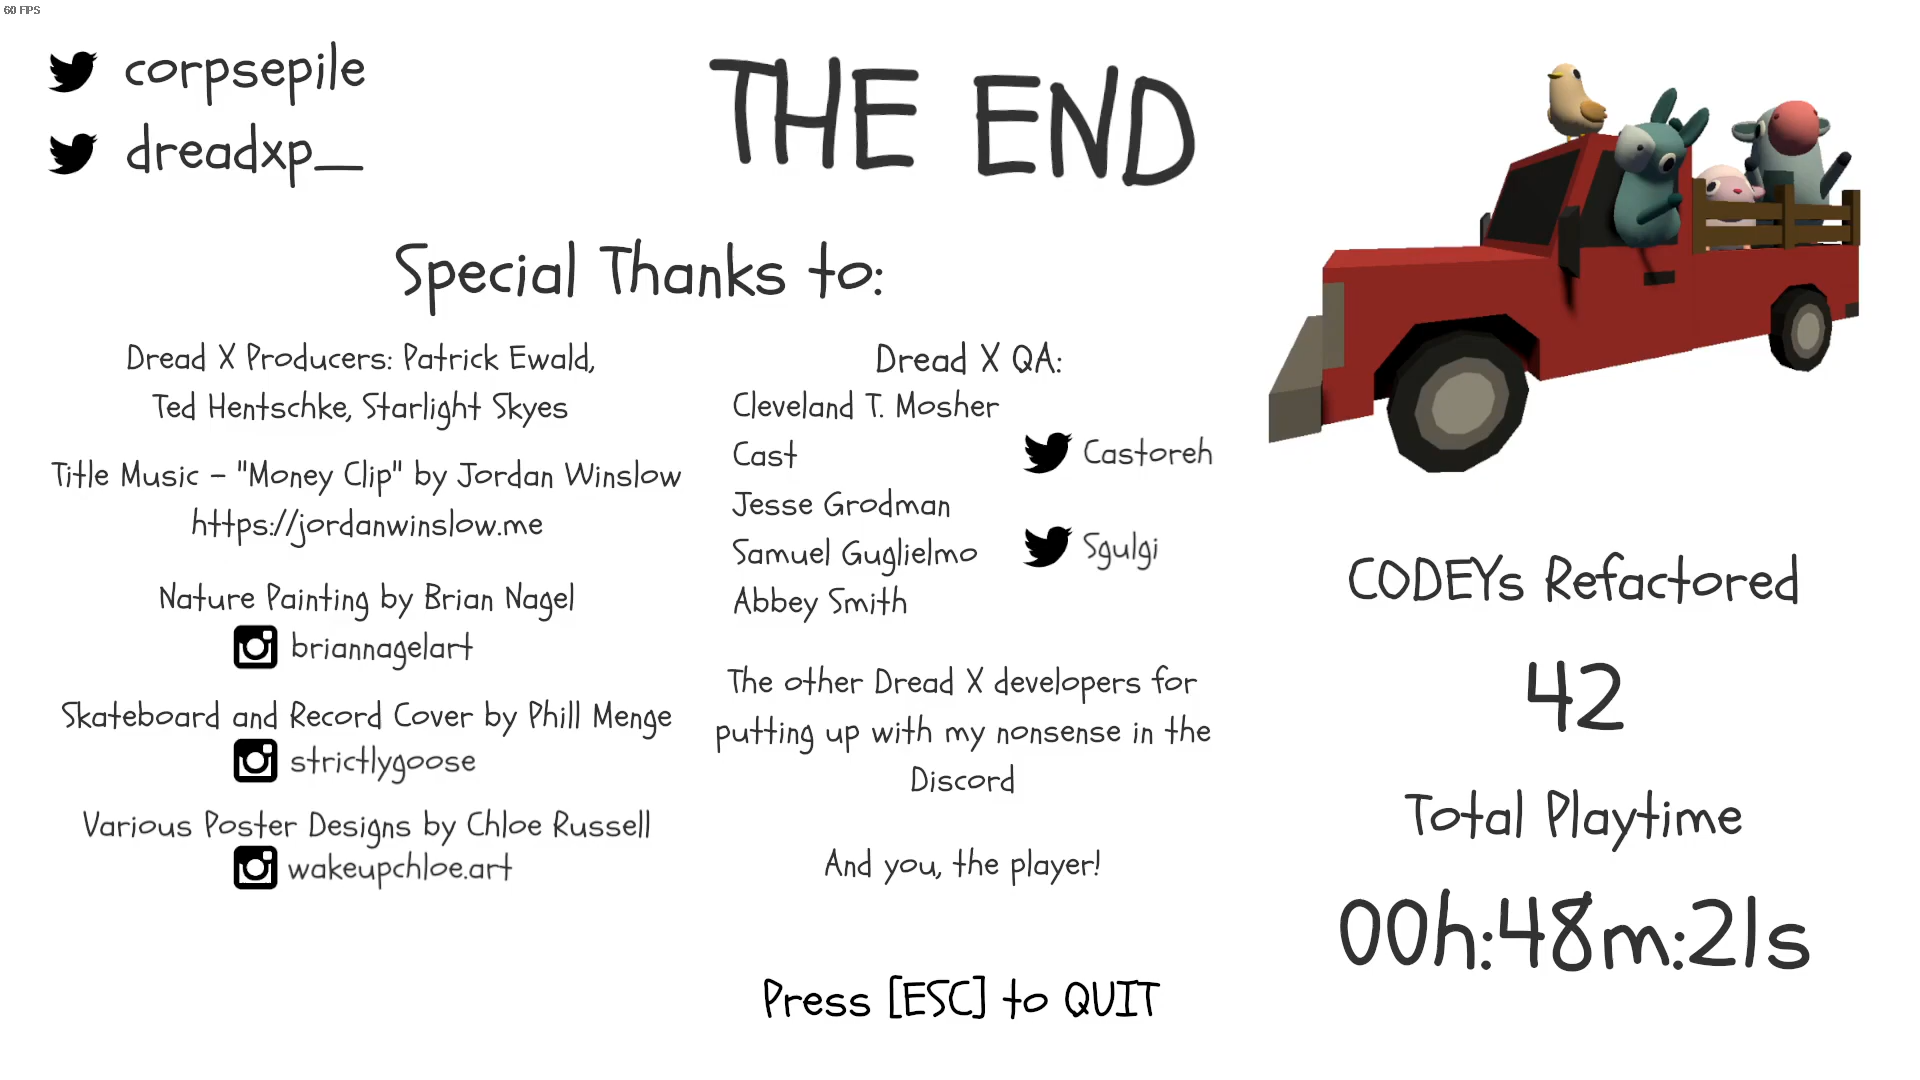 60 FPS
corpsepile
dreadxp__
THE END
Special Thanks to:
Dread X Producers: Patrick Ewald,
Ted Hentschke, Starlight Skyes
Title Music - "Money Clip" by Jordan Winslow
https://jordanwinslow.me
Nature Painting by Brian Nagel
briannagelart
Skateboard and Record Cover by Phill Menge
strictlygoose
Various Poster Designs by Chloe Russell
wakeupchloe.art
Dread X QA:
Cleveland T. Mosher
Cast Castoreh
Jesse Grodman
Samuel Guglielmo Sgulgi
Abbey Smith
The other Dread X developers for
putting up with my nonsense in the
Discord
And you, the player!
CODEYs Refactored
42
Total Playtime
00h:48m:21s
Press [ESC] to QUIT